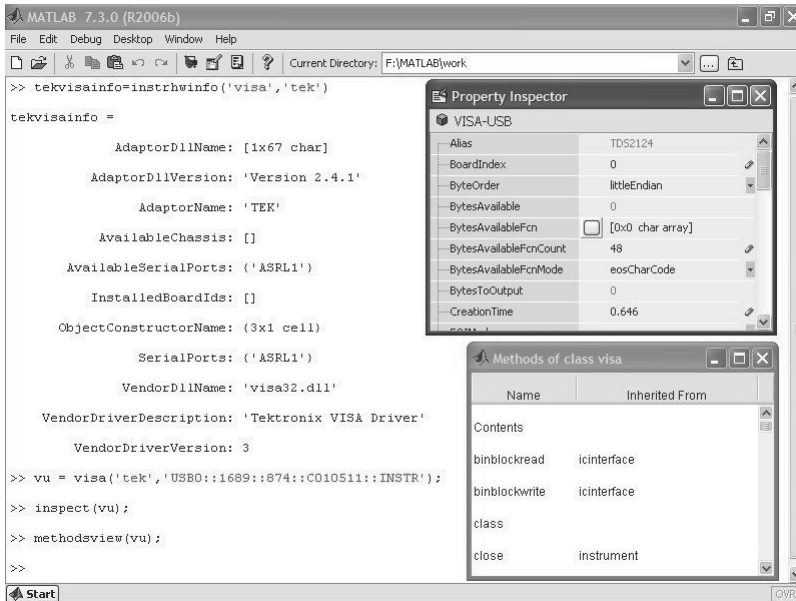 MATLAB 7.3.0 (R2006b)
File Edit Debug Desktop Window Help
Current Directory: F:\MATLAB\work
>> tekvisainfo=instrhwinfo('visa','tek')
tekvisainfo =
AdaptorDllName: [1x67 char]
AdaptorDllVersion: 'Version 2.4.1'
AdaptorName: 'TEK'
AvailableChassis: []
AvailableSerialPorts: {'ASRL1'}
InstalledBoardIds: []
ObjectConstructorName: {3x1 cell}
SerialPorts: {'ASRL1'}
VendorDllName: 'visa32.dll'
VendorDriverDescription: 'Tektronix VISA Driver'
VendorDriverVersion: 3
>> vu = visa('tek','USB0::1689::874::C010511::INSTR');
>> inspect(vu);
>> methodsview(vu);
>>
Start
OVR
Property Inspector
VISA-USB
Alias TDS2124
BoardIndex 0
ByteOrder littleEndian
BytesAvailable 0
BytesAvailableFcn [0x0 char array]
BytesAvailableFcnCount 48
BytesAvailableFcnMode eosCharCode
BytesToOutput 0
CreationTime 0.646
Methods of class visa
Name Inherited From
Contents
binblockread icinterface
binblockwrite icinterface
class
close instrument